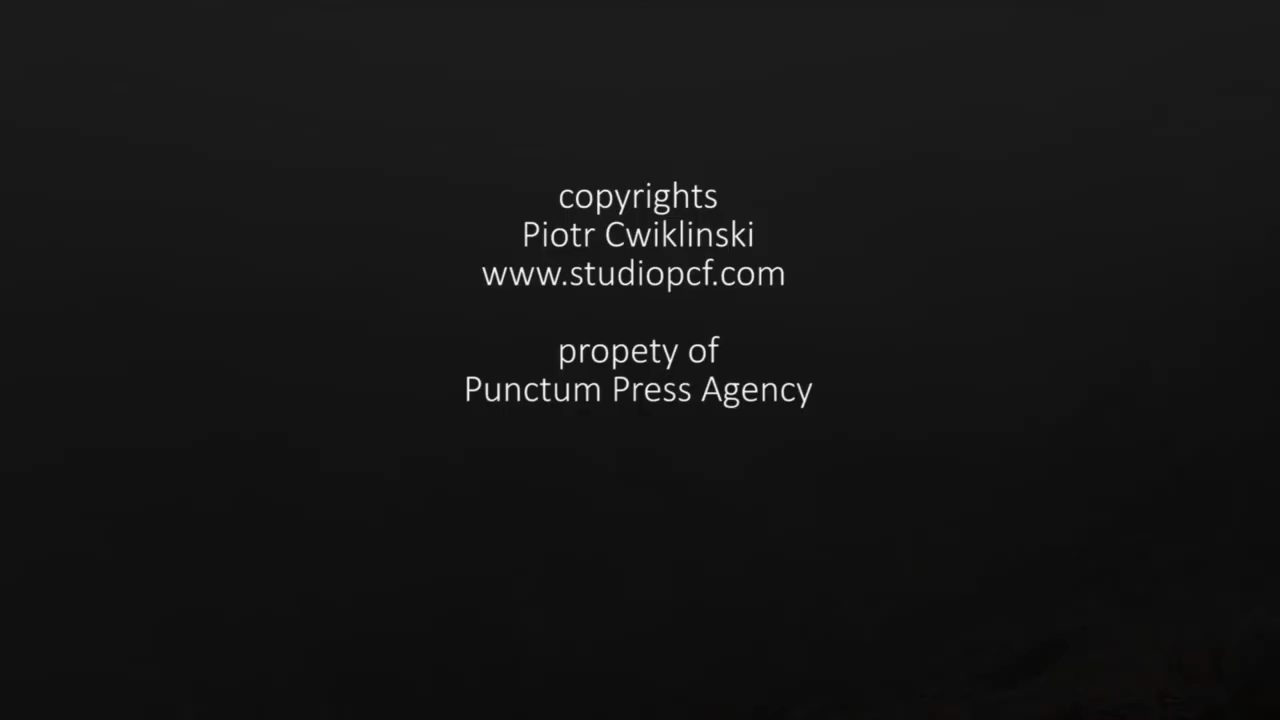 copyrights
Piotr Cwiklinski
www.studiopcf.com
propety of
Punctum Press Agency